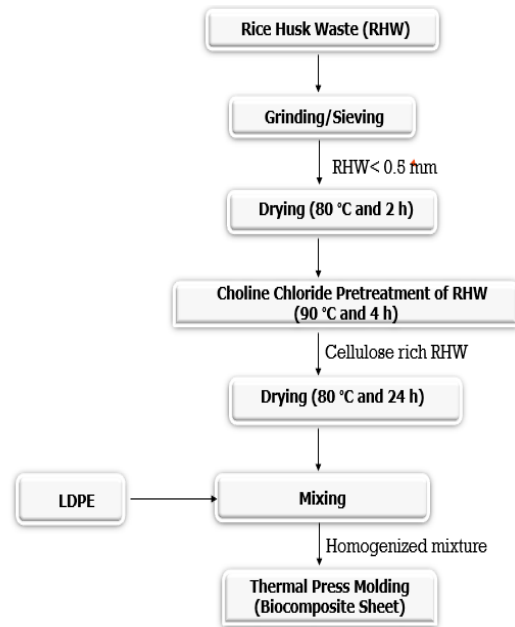 Rice Husk Waste (RHW)
Grinding/Sieving
RHW< 0.5 mm
Drying (80 °C and 2 h)
Choline Chloride Pretreatment of RHW
(90 °C and 4 h)
Cellulose rich RHW
Drying (80 °C and 24 h)
LDPE
Mixing
Homogenized mixture
Thermal Press Molding
(Biocomposite Sheet)